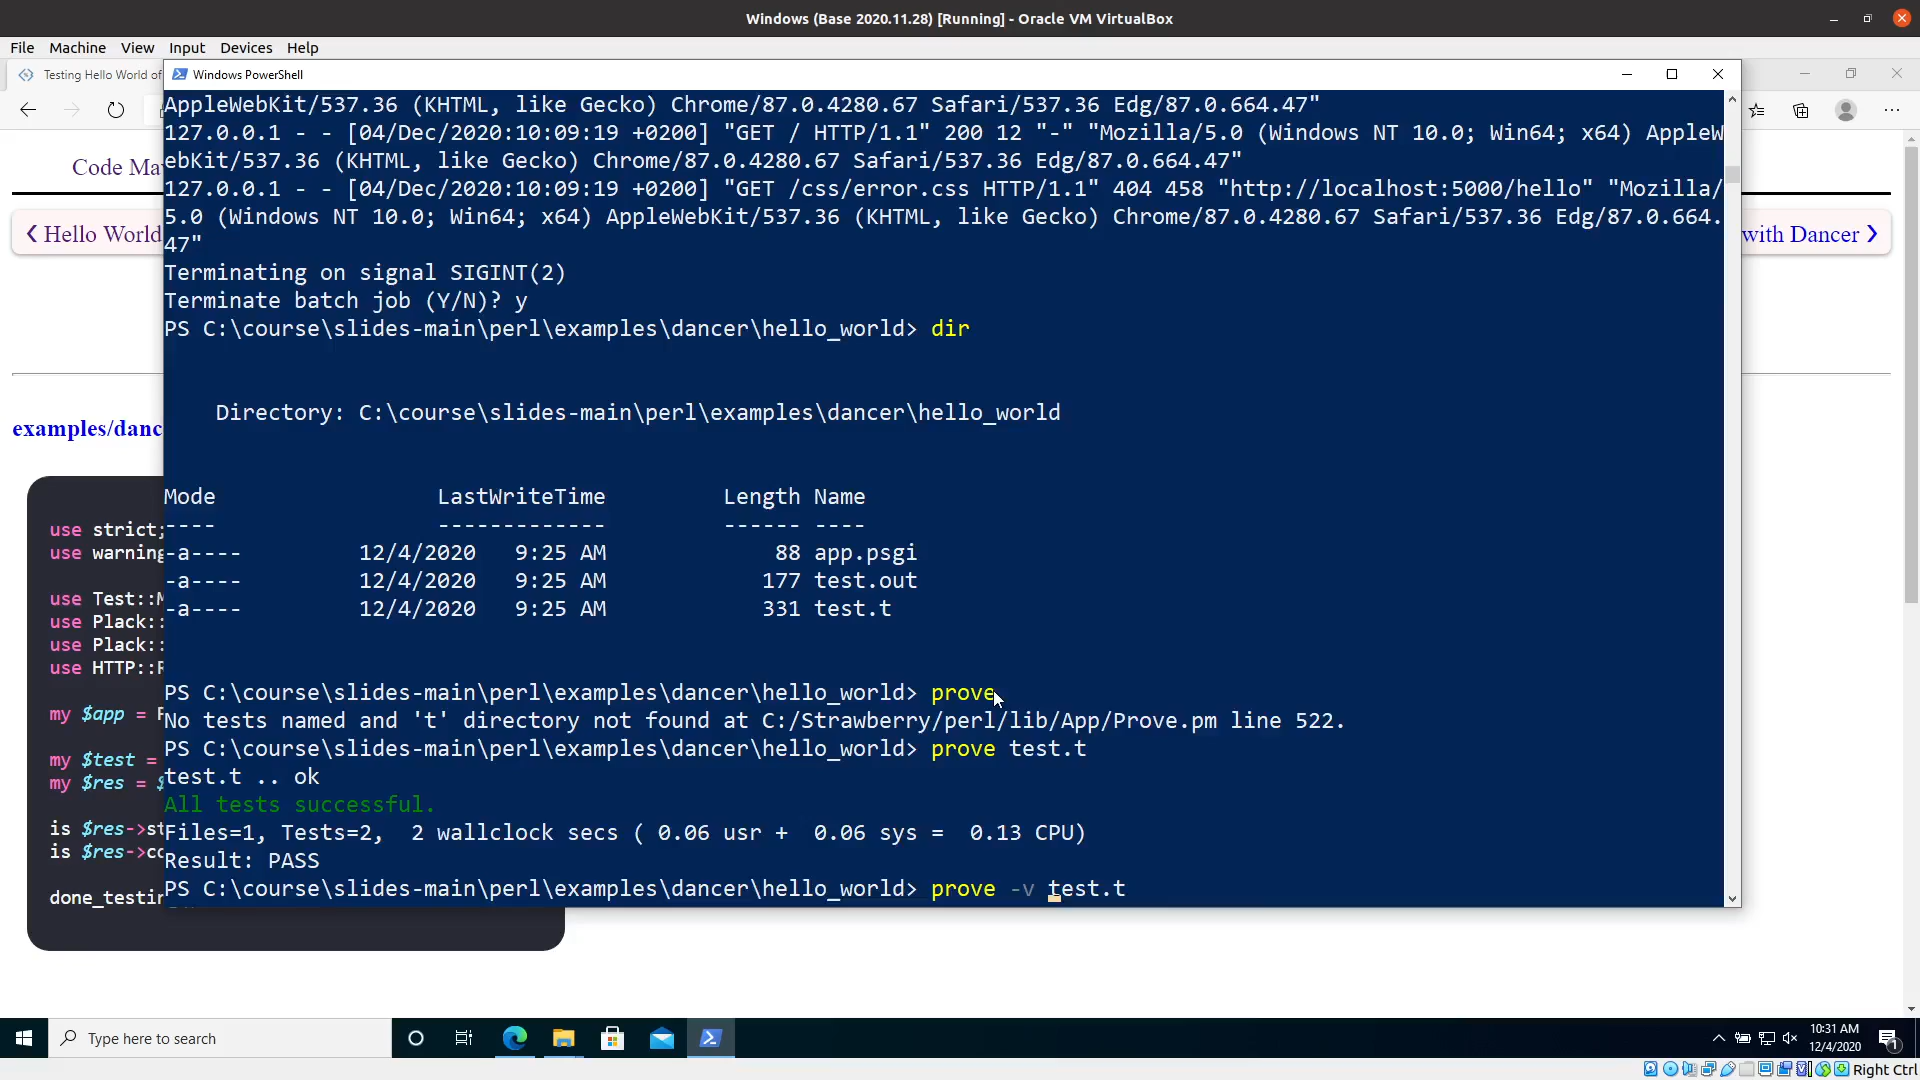 Windows (Base 2020.11.28) [Running] - Oracle VM VirtualBox
File Machine View Input Devices Help
Testing Hello World of
Windows PowerShell
AppleWebKit/537.36 (KHTML, like Gecko) Chrome/87.0.4280.67 Safari/537.36 Edg/87.0.664.47"
127.0.0.1 - - [04/Dec/2020:10:09:19 +0200] "GET / HTTP/1.1" 200 12 "-" "Mozilla/5.0 (Windows NT 10.0; Win64; x64) AppleW
ebKit/537.36 (KHTML, like Gecko) Chrome/87.0.4280.67 Safari/537.36 Edg/87.0.664.47"
127.0.0.1 - - [04/Dec/2020:10:09:19 +0200] "GET /css/error.css HTTP/1.1" 404 458 "http://localhost:5000/hello" "Mozilla/
5.0 (Windows NT 10.0; Win64; x64) AppleWebKit/537.36 (KHTML, like Gecko) Chrome/87.0.4280.67 Safari/537.36 Edg/87.0.664.
47"
Terminating on signal SIGINT(2)
Terminate batch job (Y/N)? y
PS C:\course\slides-main\perl\examples\dancer\hello_world> dir
Directory: C:\course\slides-main\perl\examples\dancer\hello_world
Mode LastWriteTime Length Name
---- ------------- ------ ----
-a---- 12/4/2020 9:25 AM 88 app.psgi
-a---- 12/4/2020 9:25 AM 177 test.out
-a---- 12/4/2020 9:25 AM 331 test.t
PS C:\course\slides-main\perl\examples\dancer\hello_world> prove
No tests named and 't' directory not found at C:/Strawberry/perl/lib/App/Prove.pm line 522.
PS C:\course\slides-main\perl\examples\dancer\hello_world> prove test.t
test.t .. ok
All tests successful.
Files=1, Tests=2,  2 wallclock secs ( 0.06 usr +  0.06 sys =  0.13 CPU)
Result: PASS
PS C:\course\slides-main\perl\examples\dancer\hello_world> prove -v test.t
Code Ma
‹ Hello World
with Dancer ›
examples/danc
use strict;
use warning
use Test::M
use Plack::
use Plack::
use HTTP::R
my $app = P
my $test =
my $res = $
is $res->st
is $res->co
done_testin
Type here to search
10:31 AM
12/4/2020
1
Right Ctrl